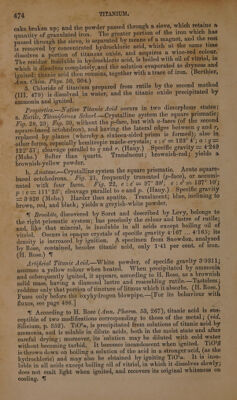 474 TITANIUM.
cake broken up; and the powder passed through a sieve, which retains a
quantity of granulated iron. The greater portion of the iron which has
passed through the sieve, is separated by means of a magnet, and the rest
is removed by concentrated hydrochloric acid, which at the same time
dissolves a portion of titanous oxide, and acquires a wine-red colour.
The residue insoluble in hydrochloric acid, is boiled with oil of vitriol, in
which it dissolves completely, and the solution evaporated to dryness and
ignited: titanic acid then remains, together with a trace of iron. (Berthier,
Ann. Chim. Phys. 50, 364.)
5. Chloride of titanium prepared from rutile by the second method
(III. 479) is dissolved in water, and the titanic oxide precipitated by
ammonia and ignited.
Properties.—Native Titanic Acid occurs in two dimorphous states:
a. Rutile, Titaniferous Schorl.—Crystalline system the square prismatic;
Fig. 28, 29; Fig. 30, without the p-face, but with e-faces (of the second
square-based octohedron), and having the lateral edges between q and r,
replaced by planes (whereby a sixteen-sided prism is formed); also in
other forms, especially hemitropic made-crystals;
122° 51'; cleavage parallel to q and r. (Haüy.) Specific gravity = 4·249
(Mohs.) Softer than quartz. Translucent; brownish-red; yields a
brownish-yellow powder.
b. Anatase.—Crystalline system the square prismatic. Acute square-
based octohedrons. Fig. 21, frequently truncated (p-face), or acumi-
nated with four faces. Fig. 22,
cleavage parallel to e and p. (Haüy.) Specific gravity
= 3·826 (Mohs.) Harder than apatite. Translucent; blue, inclining to
brown, red, and black; yields a grayish-white powder.
¶ Brookite, discovered by Soret and described by Levy, belongs to
the right prismatic system; has precisely the colour and lustre of rutile;
and, like that mineral, is insoluble in all acids except boiling oil of
vitriol. Occurs in opaque crystals of specific gravity 4·167, 4·165; its
density is increased by ignition. A specimen from Snowdon, analysed
by Rose, contained, besides titanic acid, only 1·41 per cent. of iron.
(H. Rose.) ¶
Artificial Titanic Acid.—White powder, of specific gravity 3·9311;
assumes a yellow colour when heated. When precipitated by ammonia
and subsequently ignited, it appears, according to H. Rose, as a brownish
solid mass, having a diamond lustre and resembling rutile.—Tasteless;
reddens only that portion of tincture of litmus which it absorbs. (H. Rose.)
Fuses only before the oxyhydrogen blowpipe.—[For its behaviour with
fluxes, see page 486.]
¶ According to H. Rose (Ann. Pharm. 53, 267), titanic acid is sus-
ceptible of two modifications corresponding to those of the metal; (vid.
Silicium, p. 352). TiO², is precipitated from solutions of titanic acid by
ammonia, and is soluble in dilute acids, both in the moist state and after
careful drying; moreover, its solution may be diluted with cold water
without becoming turbid. It becomes incandescent when ignited. TiO²
is thrown down on boiling a solution of the acid in a stronger acid, (as the
hydrochloric) and may also be obtained by igniting TiO². It is inso-
luble in all acids except boiling oil of vitriol, in which it dissolves slowly;
does not emit light when ignited, and recovers its original whiteness on
cooling. ¶